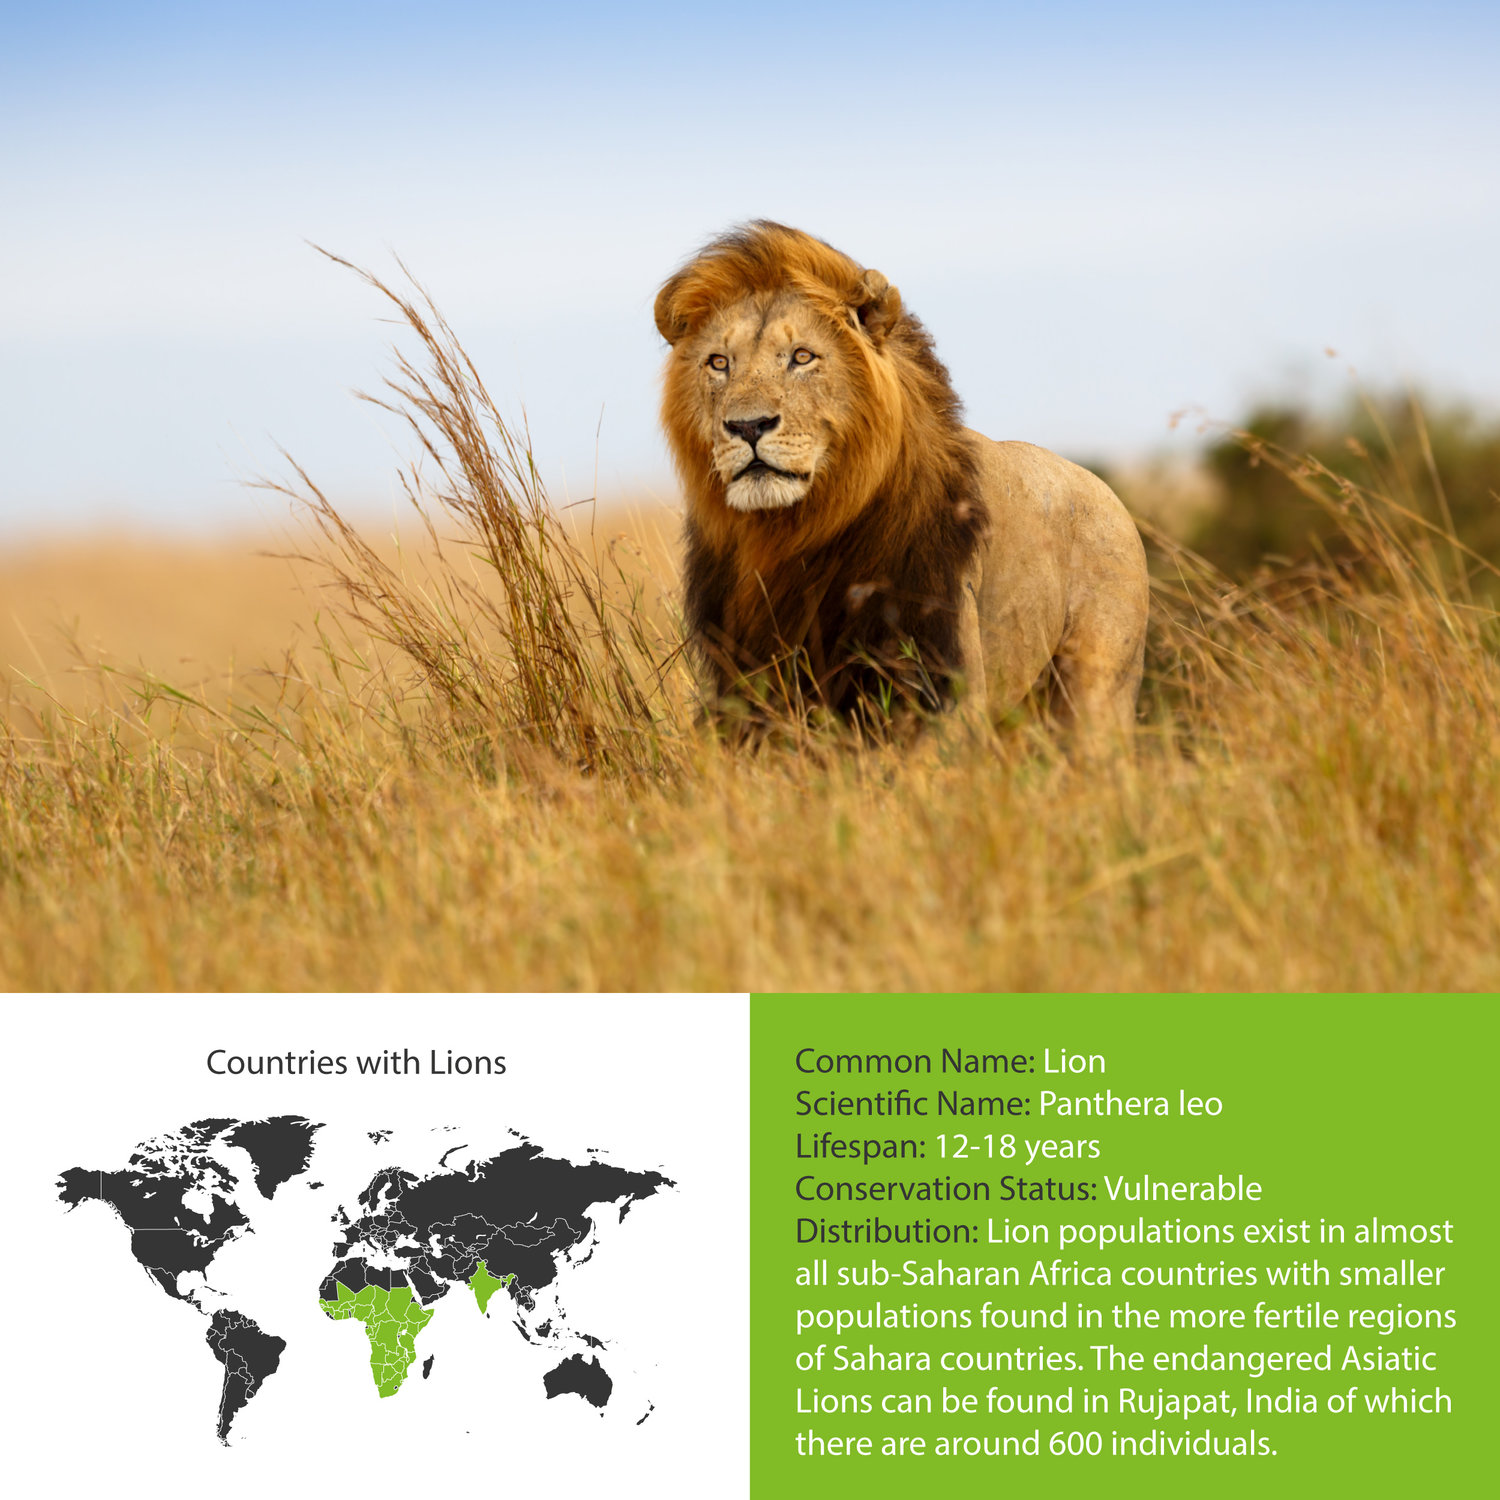 Countries with Lions
Common Name: Lion
Scientific Name: Panthera leo
Lifespan: 12-18 years
Conservation Status: Vulnerable
Distribution: Lion populations exist in almost
all sub-Saharan Africa countries with smaller
populations found in the more fertile regions
of Sahara countries. The endangered Asiatic
Lions can be found in Rujapat, India of which
there are around 600 individuals.